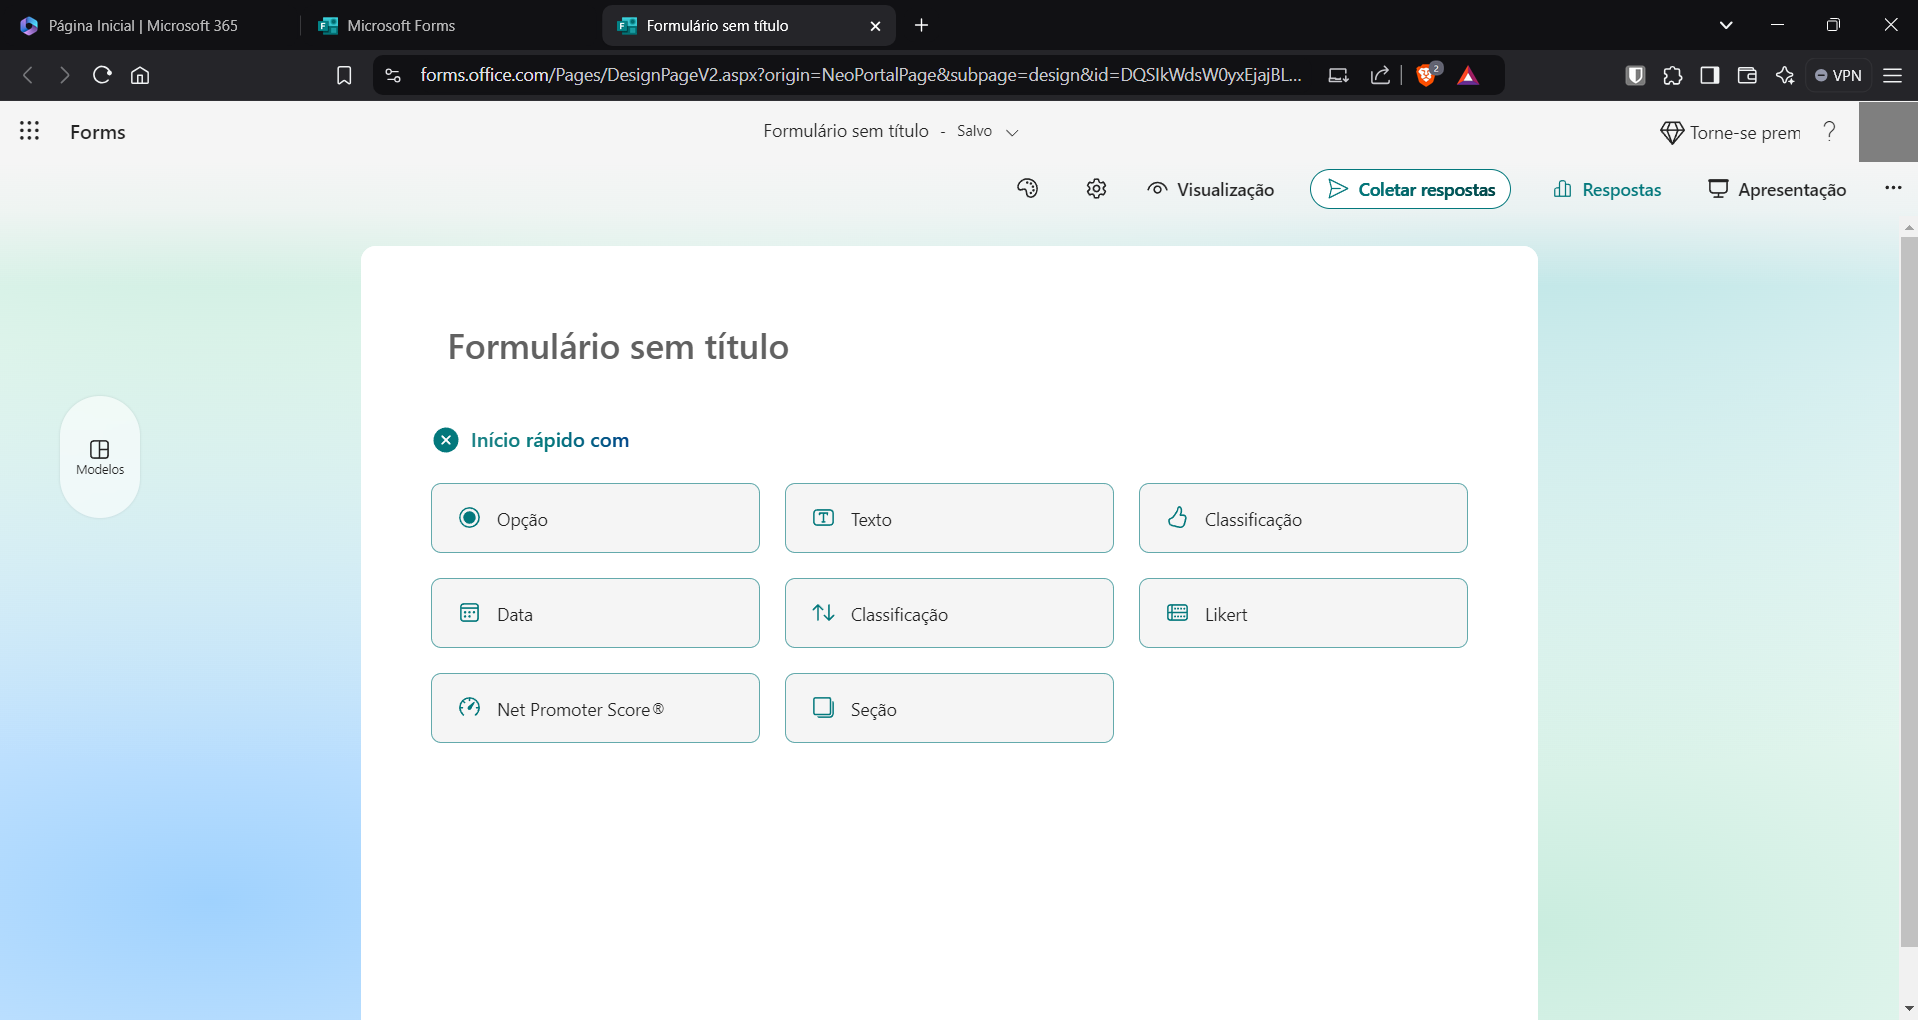 Página Inicial | Microsoft 365
Microsoft Forms
Formulário sem título
forms.office.com/Pages/DesignPageV2.aspx?origin=NeoPortalPage&subpage=design&id=DQSIkWdsW0yxEjajBL...
2
VPN
Forms
Formulário sem título - Salvo
Torne-se prem
?
Visualização
Coletar respostas
Respostas
Apresentação
Formulário sem título
Modelos
Início rápido com
Opção
Texto
Classificação
Data
Classificação
Likert
Net Promoter Score®
Seção